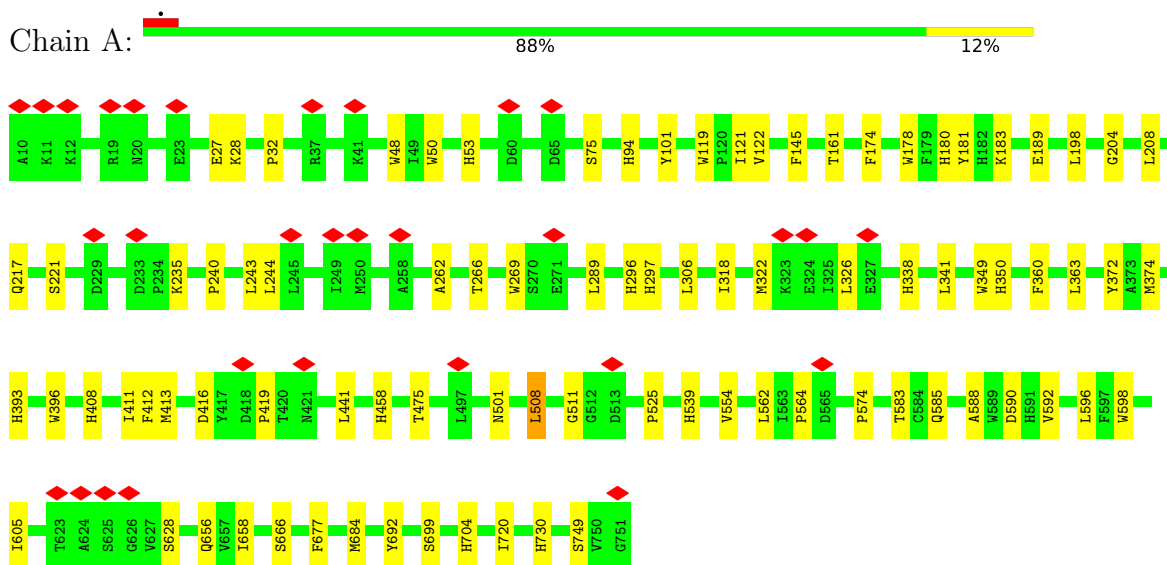 Chain A:
88% 12%
A10 K11 K12 R19 N20 E23 E27 K28 P32 R37 K41 W48 I49 W50 H53 D60 D65 S75 H94 Y101 W119 P120 I121 V122 F145 T161 F174 W178 F179 H180 Y181 H182 K183 E189 L198 G204 L208
Q217 S221 D229 D233 P234 K235 P240 L243 L244 L245 I249 M250 A258 A262 T266 W269 S270 E271 L289 H296 H297 L306 I318 M322 K323 E324 I325 L326 E327 H338 L341 W349 H350 F360 L363 Y372 A373 M374
H393 W396 H408 I411 F412 M413 D416 Y417 D418 P419 T420 N421 L441 H458 T475 L497 N501 L508 G511 G512 D513 P525 H539 V554 L562 I563 P564 D565 P574 T583 C584 Q585 A588 W589 D590 H591 V592 L596 F597 W598
I605 T623 A624 S625 G626 V627 S628 Q656 V657 I658 S666 F677 M684 Y692 S699 H704 I720 H730 S749 V750 G751